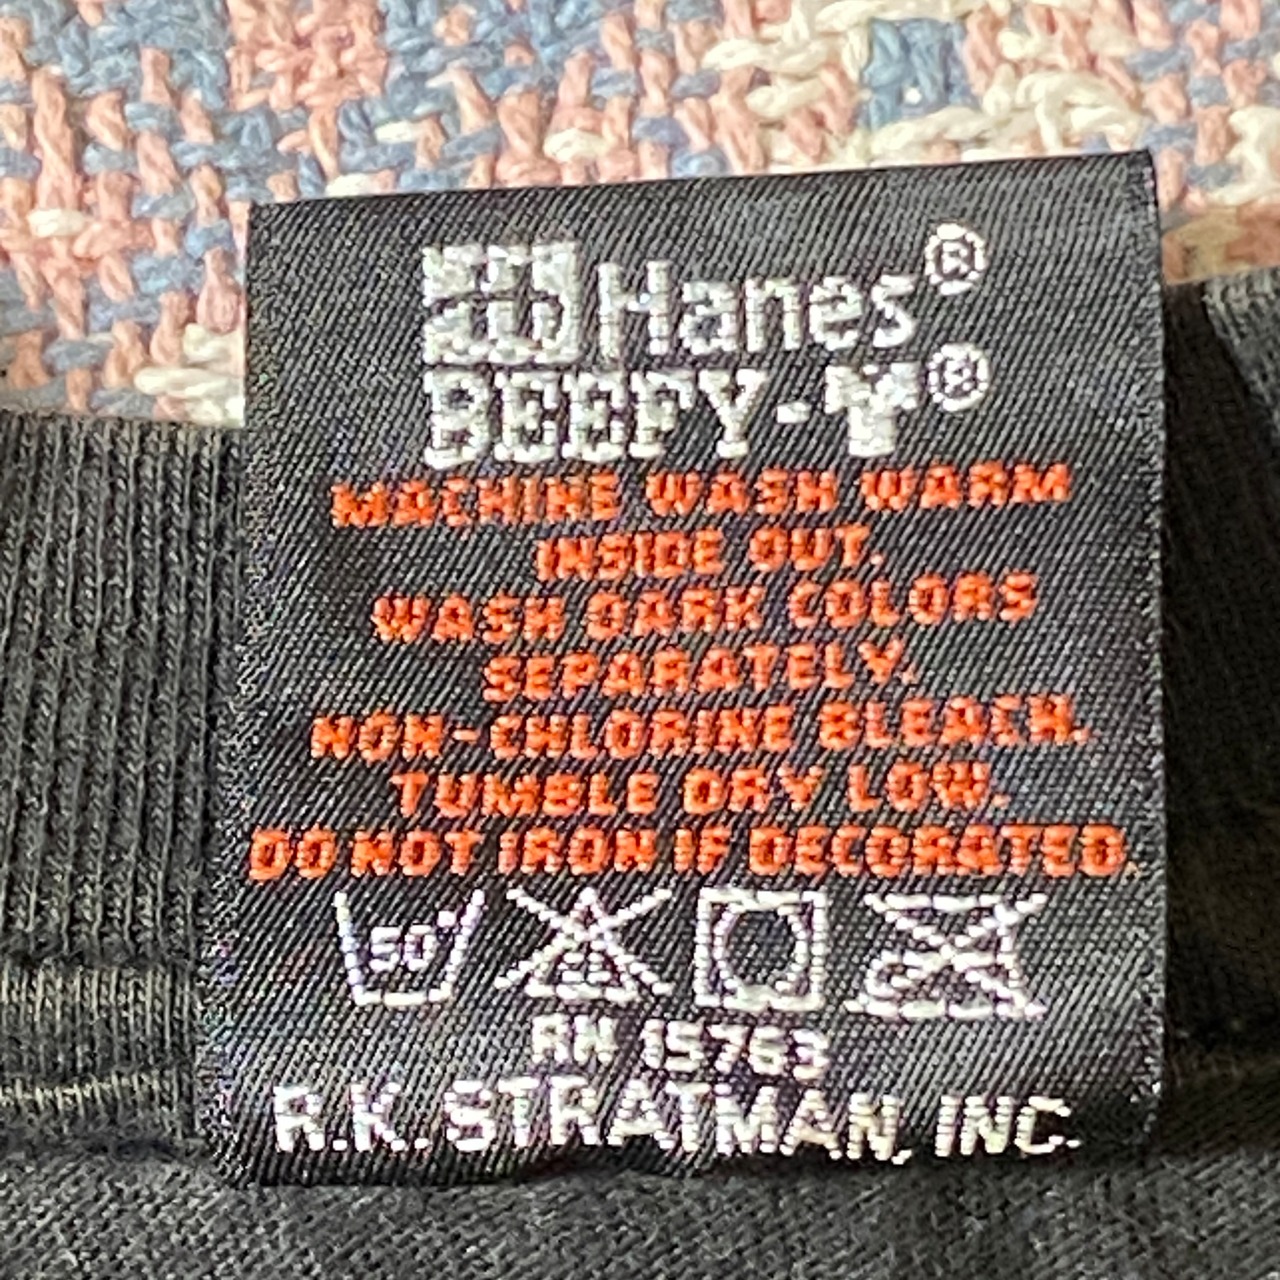 Hanes®
BEEFY-T®
MACHINE WASH WARM
INSIDE OUT.
WASH DARK COLORS
SEPARATELY.
NON-CHLORINE BLEACH.
TUMBLE DRY LOW.
DO NOT IRON IF DECORATED.
50°
RN 15763
R.K. STRATMAN, INC.